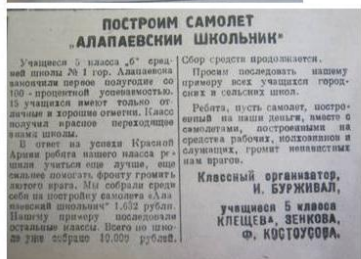 ПОСТРОИМ САМОЛЕТ
„АЛАПАЕВСКИЙ ШКОЛЬНИК"
Учащиеся 5 класса „б" сред
ней школы № 1 гор. Алапаевска
закончили первое полугодие со
100 - процентной успеваемостью.
15 учащихся имеют только от
личные и хорошие отметки. Класс
получил красное переходящее
знамя школы.
В ответ на успехи Красной
Армии ребята нашего класса ре
шили учиться еще лучше, еще
сильнее помогать фронту громить
лютого врага. Мы собрали среди
себя на постройку самолета «Ала
паевский школьник» 1.632 рубля.
Нашему примеру последовали
остальные классы. Всего по шко
ле уже собрано 10.000 рублей.
Сбор средств продолжается.
Просим последовать нашему
примеру всех учащихся город-
ских и сельских школ.
Ребята, пусть самолет, постро-
енный на наши деньги, вместе с
самолетами, построенными на
средства рабочих, колхозников и
служащих, громит ненавистных
нам врагов.
Классный организатор,
И. БУРЖИВАЛ,
учащиеся 5 класса
КЛЕЩЕВА, ЗЕНКОВА,
Ф. КОСТОУСОВА.